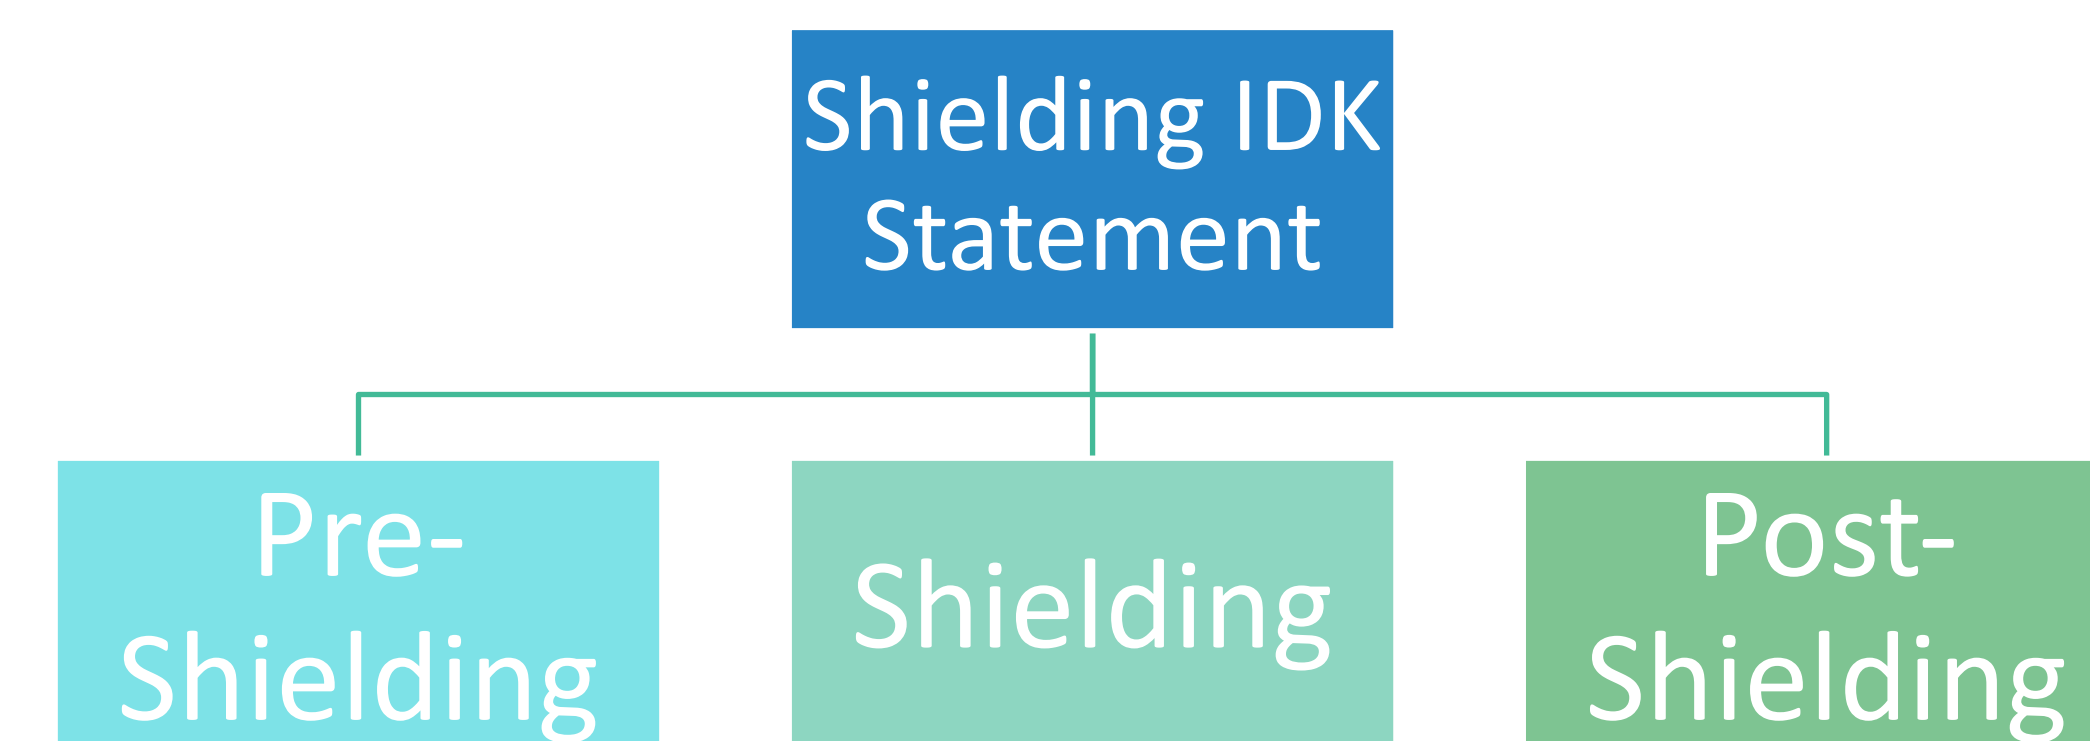 Shielding IDK
Statement
Pre-
Shielding
Shielding
Post-
Shielding